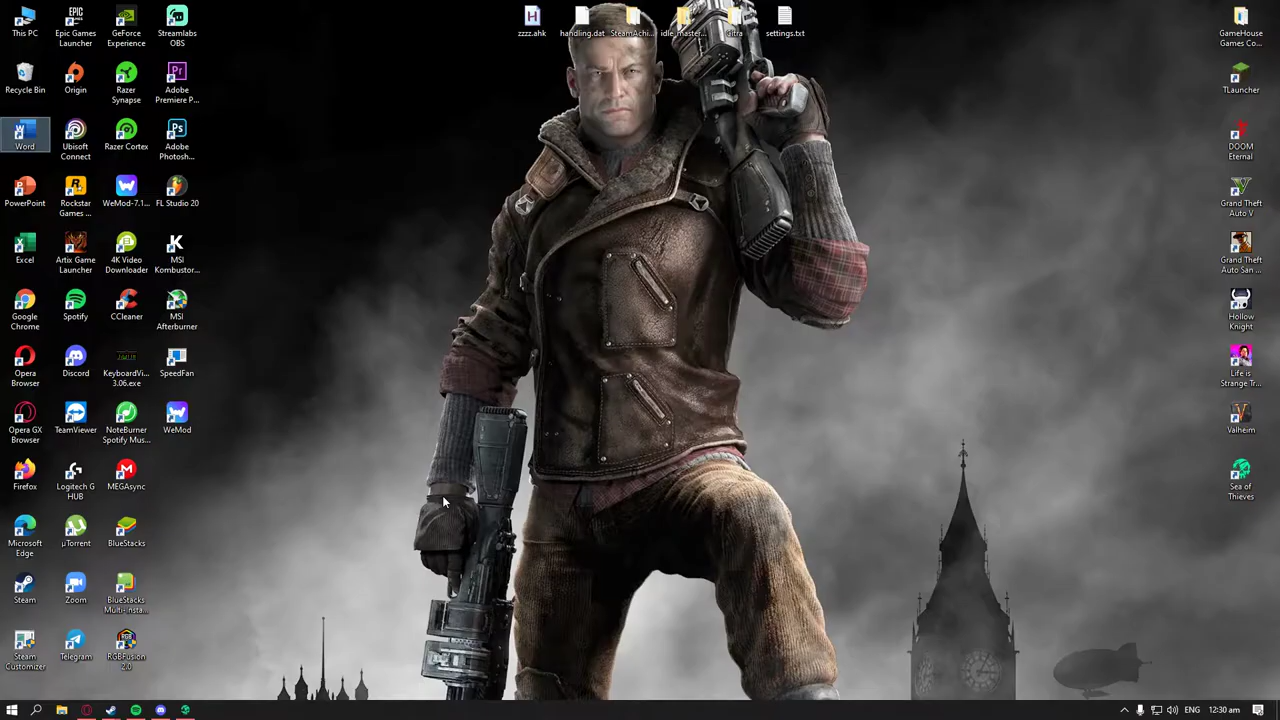 This PC
Epic Games
Launcher
GeForce
Experience
Streamlabs
OBS
Recycle Bin
Origin
Razer
Synapse
Adobe
Premiere P...
Word
Ubisoft
Connect
Razer Cortex
Adobe
Photosh...
PowerPoint
Rockstar
Games ...
WeMod-7.1...
FL Studio 20
Excel
Artix Game
Launcher
4K Video
Downloader
MSI
Kombustor...
Google
Chrome
Spotify
CCleaner
MSI
Afterburner
Opera
Browser
Discord
KeyboardVi...
3.06.exe
SpeedFan
Opera GX
Browser
TeamViewer
NoteBurner
Spotify Mus...
WeMod
Firefox
Logitech G
HUB
MEGAsync
Microsoft
Edge
µTorrent
BlueStacks
Steam
Zoom
BlueStacks
Multi-Insta...
Steam
Customizer
Telegram
RGBFusion
2.0
zzzz.ahk
handling.dat
SteamAchi...
idle_master...
Citra
settings.txt
GameHouse
Games Co...
TLauncher
DOOM
Eternal
Grand Theft
Auto V
Grand Theft
Auto San ...
Hollow
Knight
Life is
Strange Tr...
Valheim
Sea of
Thieves
ENG
12:30 am